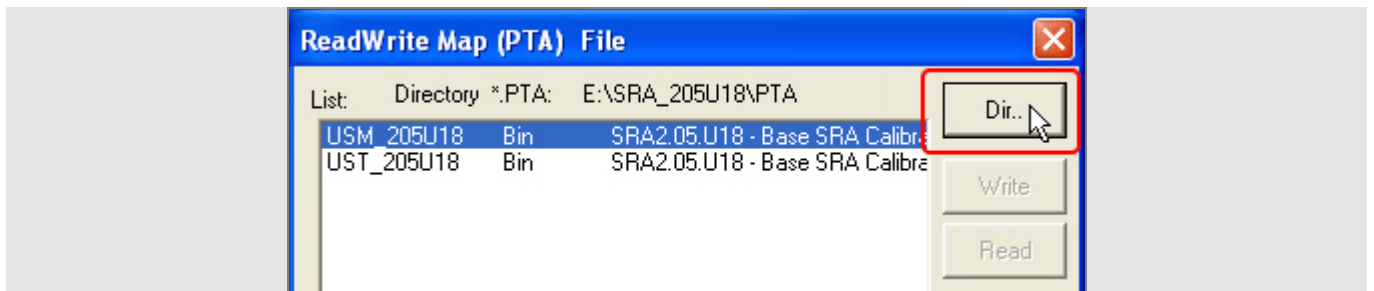 ReadWrite Map (PTA) File
List: Directory *.PTA: E:\SRA_205U18\PTA
Dir..
USM_205U18 Bin SRA2.05.U18 - Base SRA Calibra
UST_205U18 Bin SRA2.05.U18 - Base SRA Calibra
Write
Read